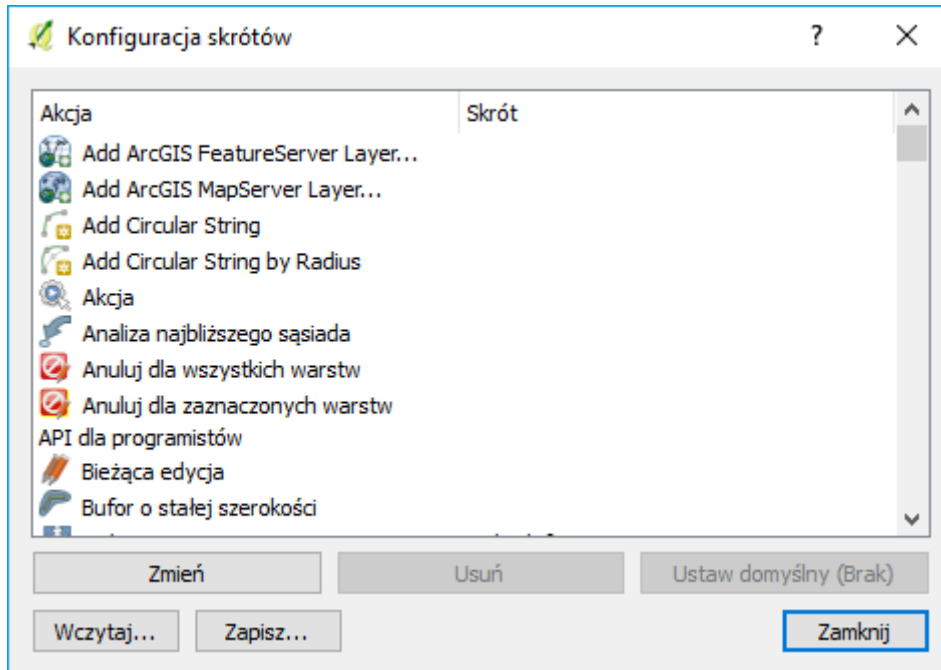 Konfiguracja skrótów
Akcja Skrót
Add ArcGIS FeatureServer Layer...
Add ArcGIS MapServer Layer...
Add Circular String
Add Circular String by Radius
Akcja
Analiza najbliższego sąsiada
Anuluj dla wszystkich warstw
Anuluj dla zaznaczonych warstw
API dla programistów
Bieżąca edycja
Bufor o stałej szerokości
Zmień Usuń Ustaw domyślny (Brak)
Wczytaj... Zapisz... Zamknij